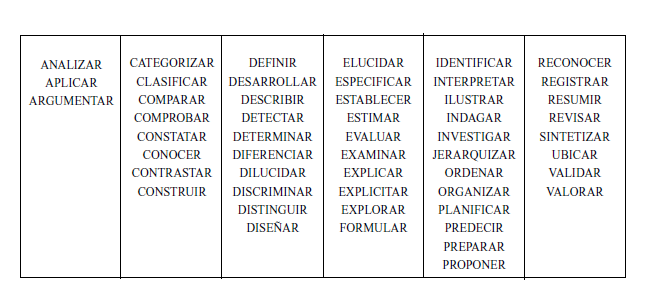 ANALIZAR
APLICAR
ARGUMENTAR
CATEGORIZAR
CLASIFICAR
COMPARAR
COMPROBAR
CONSTATAR
CONOCER
CONTRASTAR
CONSTRUIR
DEFINIR
DESARROLLAR
DESCRIBIR
DETECTAR
DETERMINAR
DIFERENCIAR
DILUCIDAR
DISCRIMINAR
DISTINGUIR
DISEÑAR
ELUCIDAR
ESPECIFICAR
ESTABLECER
ESTIMAR
EVALUAR
EXAMINAR
EXPLICAR
EXPLICITAR
EXPLORAR
FORMULAR
IDENTIFICAR
INTERPRETAR
ILUSTRAR
INDAGAR
INVESTIGAR
JERARQUIZAR
ORDENAR
ORGANIZAR
PLANIFICAR
PREDECIR
PREPARAR
PROPONER
RECONOCER
REGISTRAR
RESUMIR
REVISAR
SINTETIZAR
UBICAR
VALIDAR
VALORAR